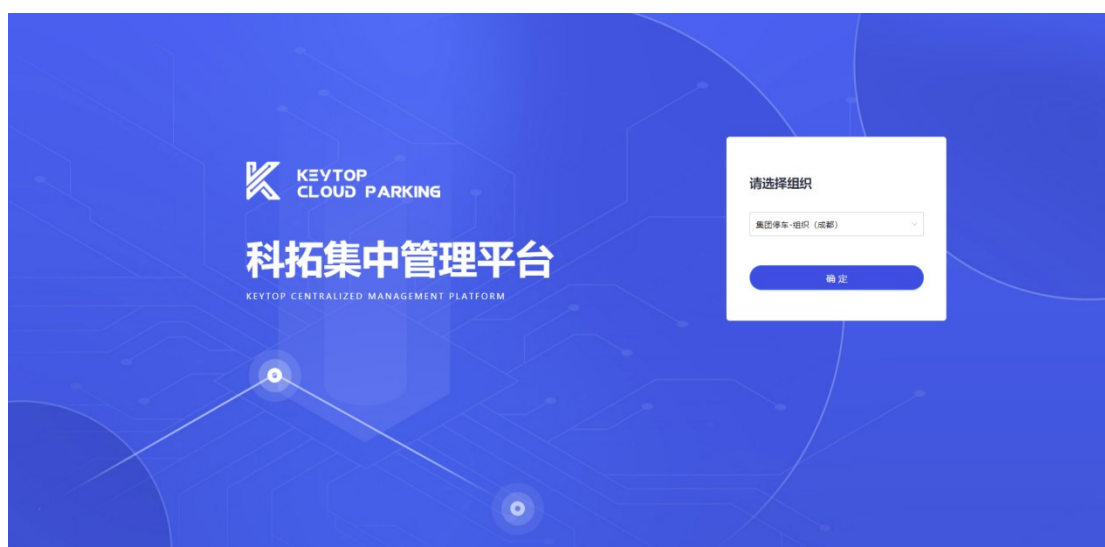 KEYTOP
CLOUD PARKING
科拓集中管理平台
KEYTOP CENTRALIZED MANAGEMENT PLATFORM
请选择组织
集团停车-组织（成都）
确 定